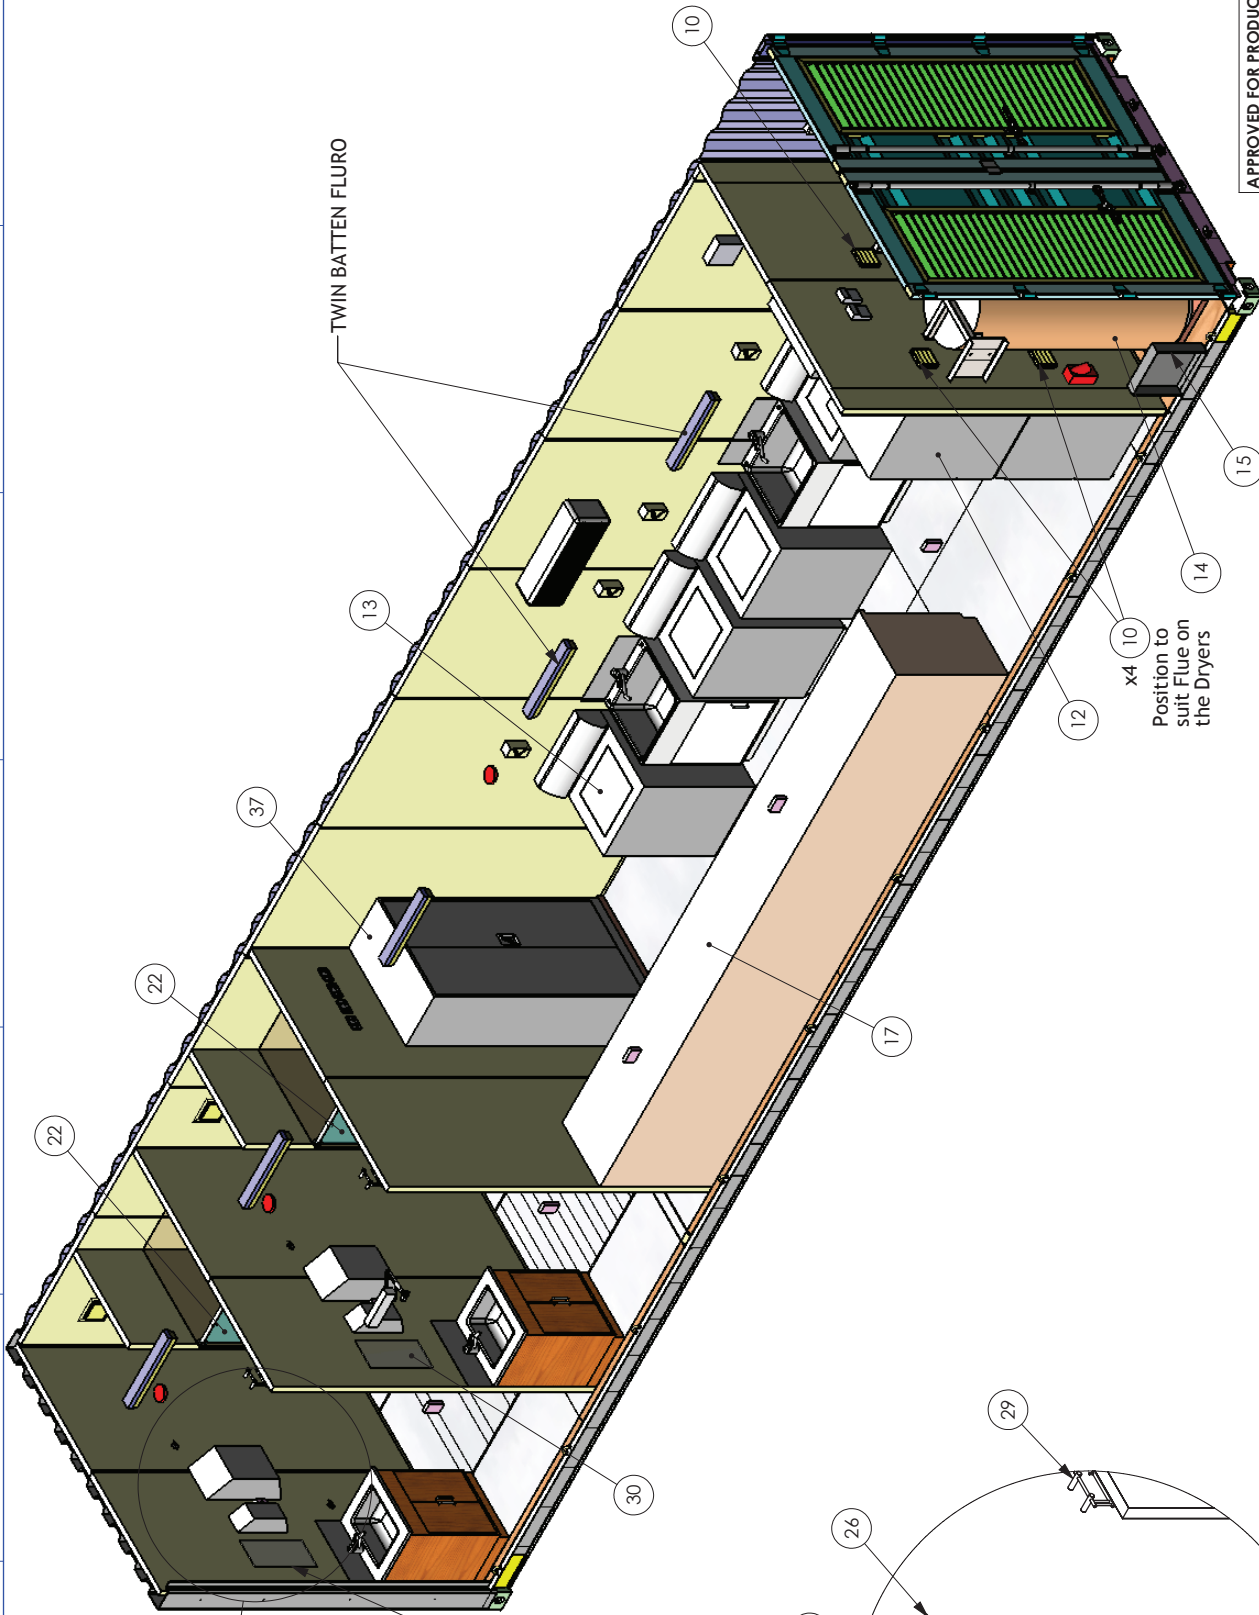 TWIN BATTEN FLURO
10
13
37
22
22
10
x4
Position to
suit Flue on
the Dryers
15
14
12
17
30
29
26
APPROVED FOR PRODUC